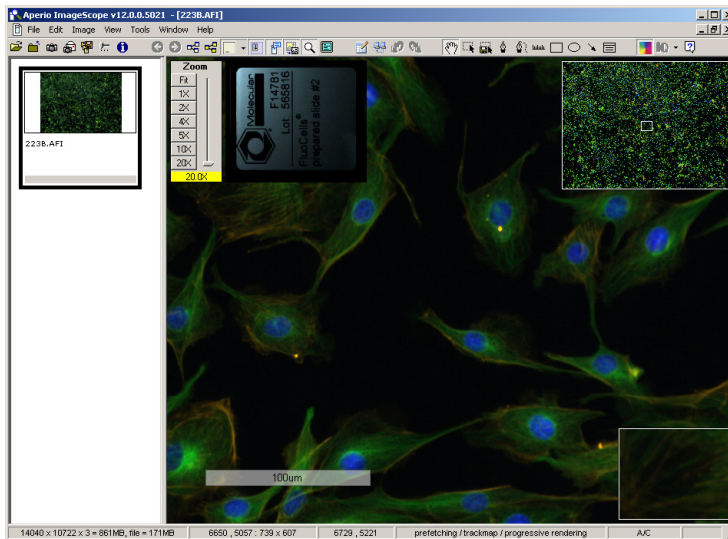 Aperio ImageScope v12.0.0.5021 - [223B.AFI]
File Edit Image View Tools Window Help
223B.AFI
Zoom
Fit
1X
2X
4X
5X
10X
20X
20.0X
Molecular
F14781
Lot: 565816
FluoCells®
prepared slide #2
100um
14040 x 10722 x 3 = 861MB, file = 171MB
6650 , 5057 : 739 x 607
6729 , 5221
prefetching / trackmap / progressive rendering
A/C